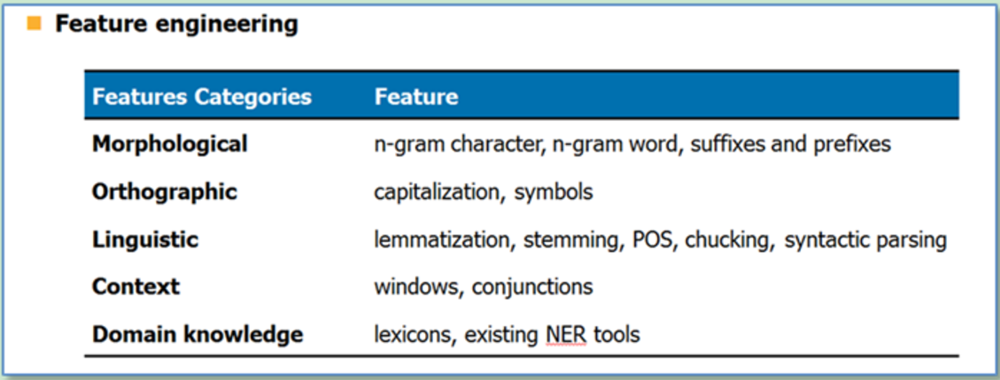 Feature engineering
Features Categories Feature
Morphological n-gram character, n-gram word, suffixes and prefixes
Orthographic capitalization, symbols
Linguistic lemmatization, stemming, POS, chucking, syntactic parsing
Context windows, conjunctions
Domain knowledge lexicons, existing NER tools